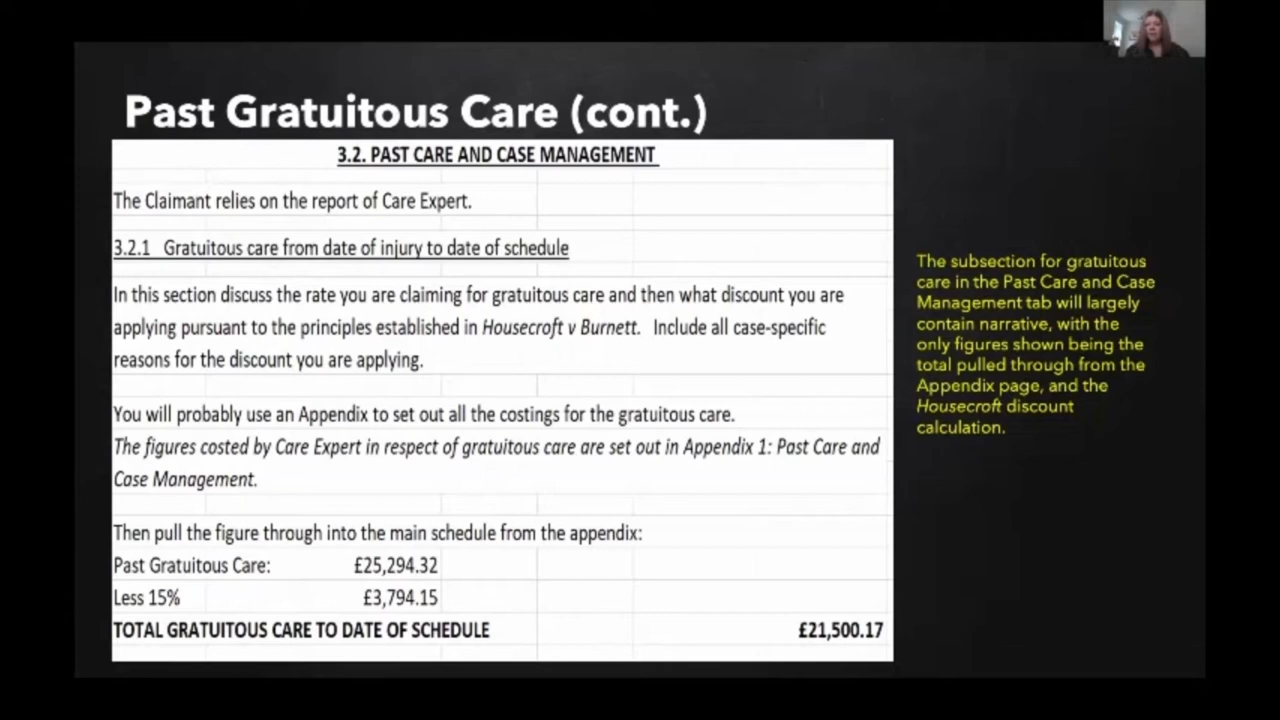 Past Gratuitous Care (cont.)
3.2. PAST CARE AND CASE MANAGEMENT
The Claimant relies on the report of Care Expert.
3.2.1 Gratuitous care from date of injury to date of schedule
In this section discuss the rate you are claiming for gratuitous care and then what discount you are
applying pursuant to the principles established in Housecroft v Burnett. Include all case-specific
reasons for the discount you are applying.
You will probably use an Appendix to set out all the costings for the gratuitous care.
The figures costed by Care Expert in respect of gratuitous care are set out in Appendix 1: Past Care and
Case Management.
Then pull the figure through into the main schedule from the appendix:
Past Gratuitous Care: £25,294.32
Less 15% £3,794.15
TOTAL GRATUITOUS CARE TO DATE OF SCHEDULE £21,500.17
The subsection for gratuitous
care in the Past Care and Case
Management tab will largely
contain narrative, with the
only figures shown being the
total pulled through from the
Appendix page, and the
Housecroft discount
calculation.